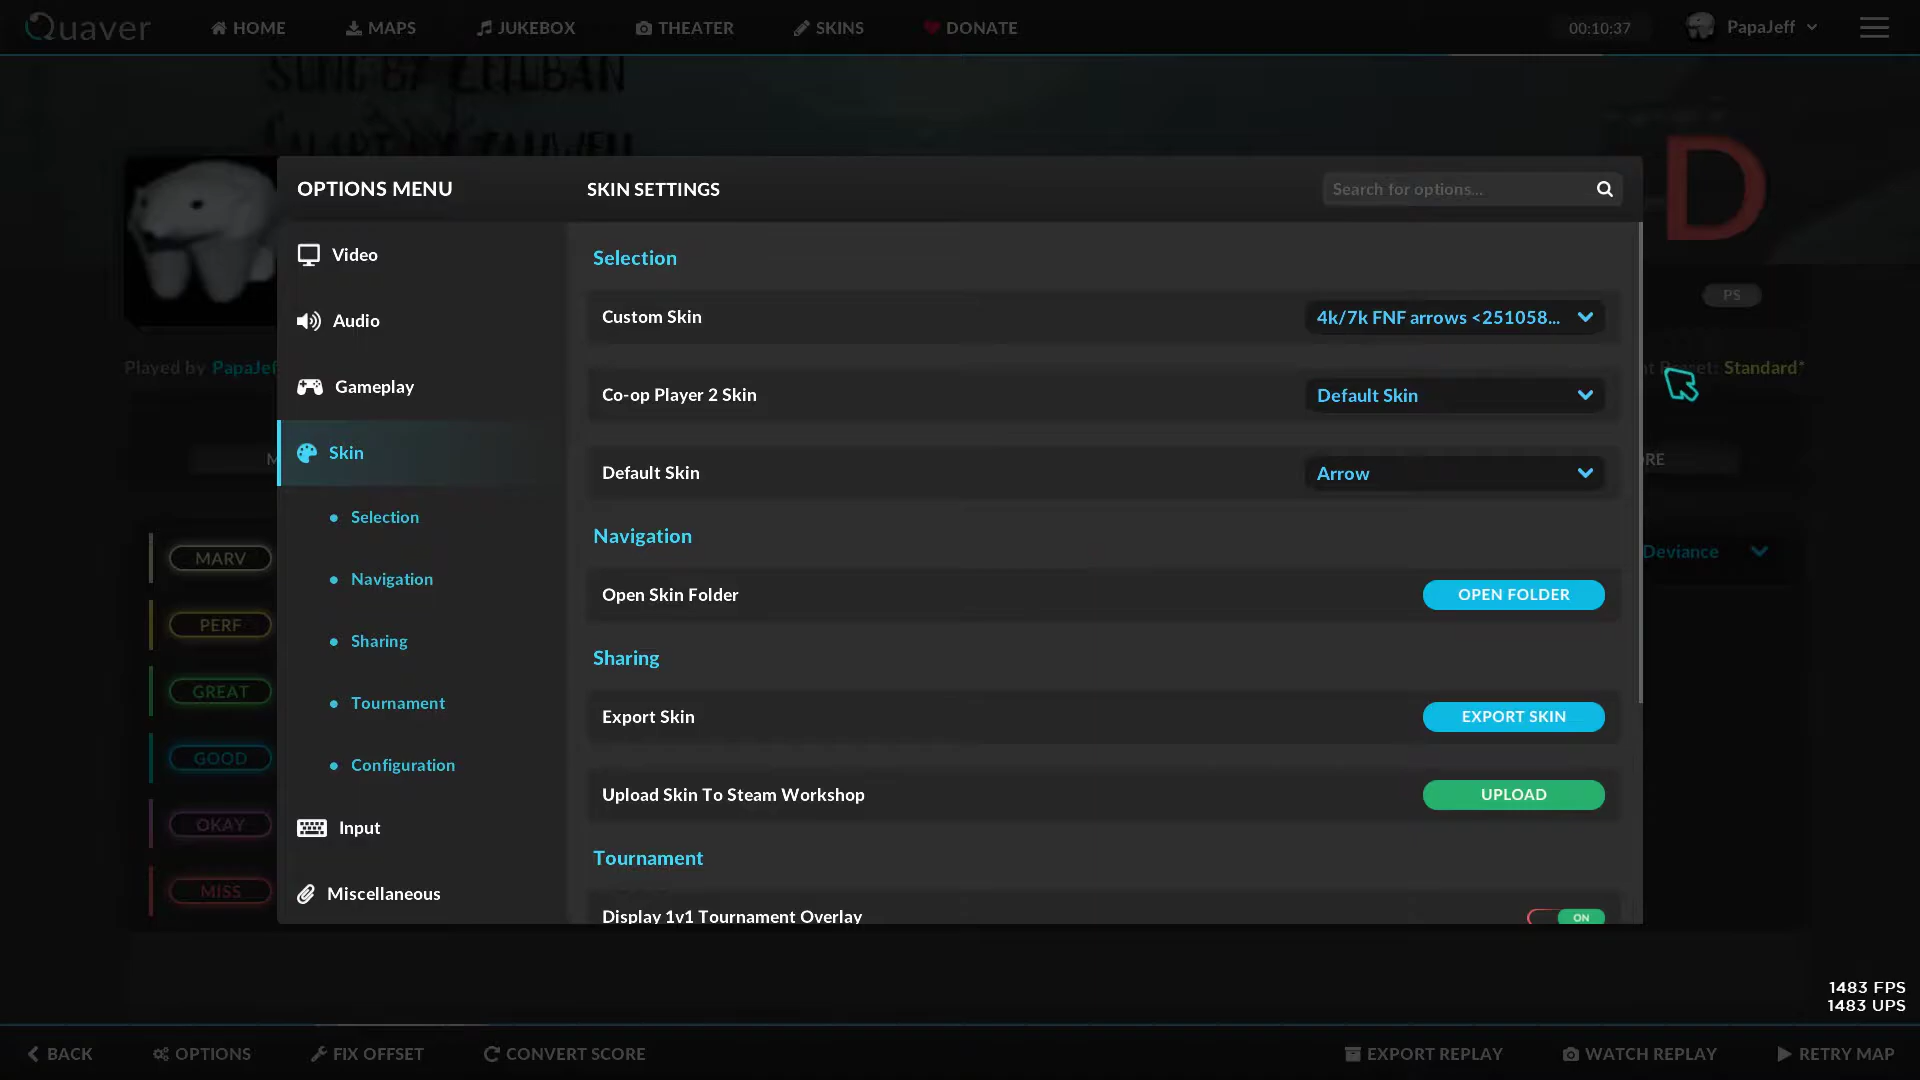 Quaver HOME MAPS JUKEBOX THEATER SKINS DONATE 00:10:37 PapaJeff
SUNG BY
D
OPTIONS MENU SKIN SETTINGS Search for options...
Video
Audio
Gameplay
Skin
Selection
Navigation
Sharing
Tournament
Configuration
Input
Miscellaneous
Selection
Custom Skin 4k/7k FNF arrows <251058...
Co-op Player 2 Skin Default Skin
Default Skin Arrow
Navigation
Open Skin Folder OPEN FOLDER
Sharing
Export Skin EXPORT SKIN
Upload Skin To Steam Workshop UPLOAD
Tournament
Display 1v1 Tournament Overlay ON
PS
Played by PapaJef
Standard*
Deviance
MARV
PERF
GREAT
GOOD
OKAY
MISS
1483 FPS
1483 UPS
BACK OPTIONS FIX OFFSET CONVERT SCORE EXPORT REPLAY WATCH REPLAY RETRY MAP